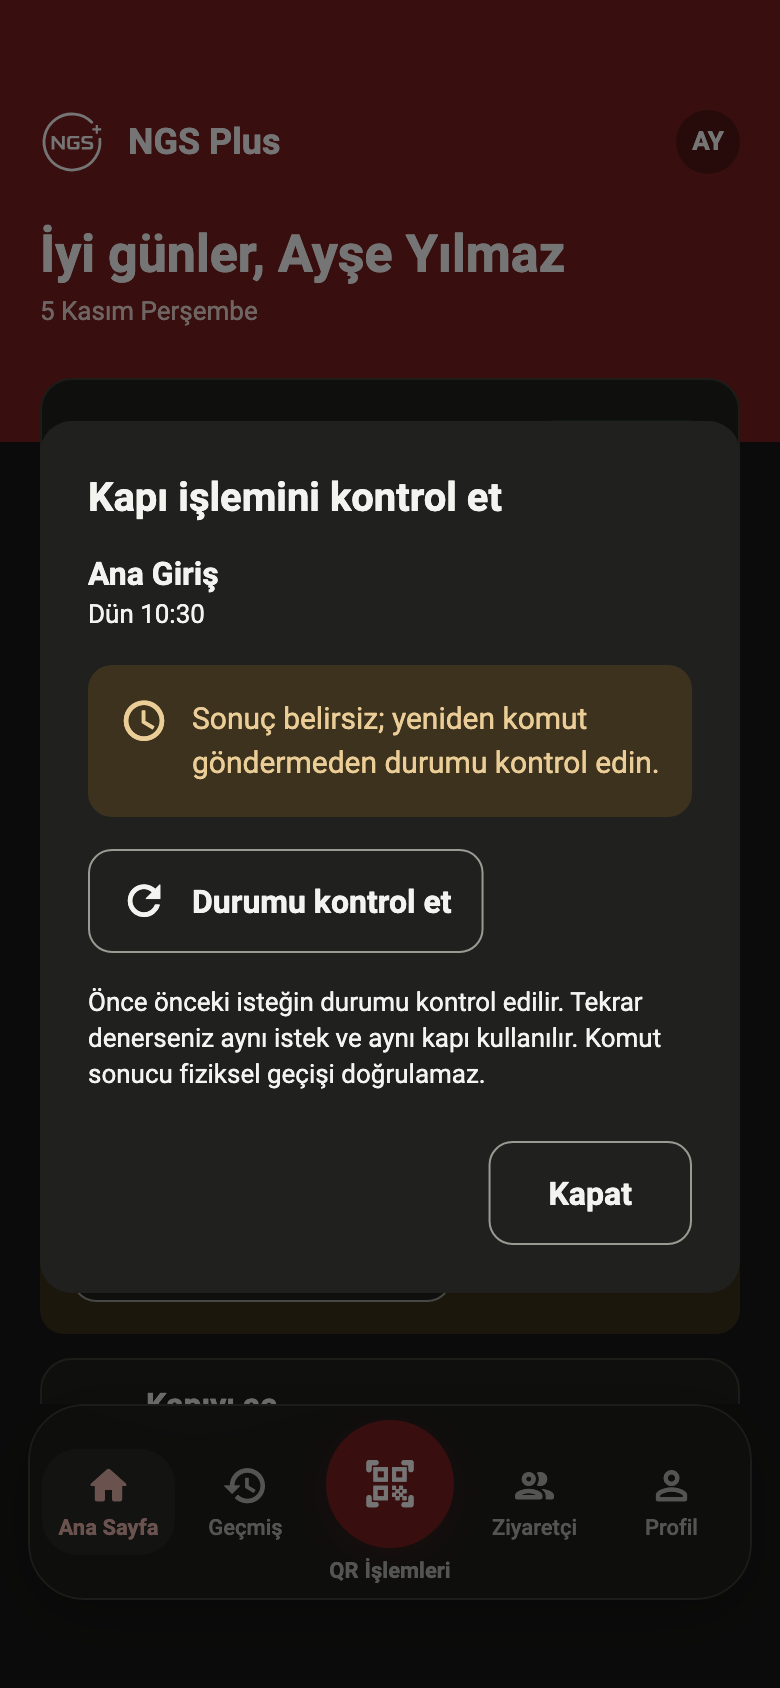 NGS+
NGS Plus
AY
İyi günler, Ayşe Yılmaz
5 Kasım Perşembe
Kapı işlemini kontrol et
Ana Giriş
Dün 10:30
Sonuç belirsiz; yeniden komut
göndermeden durumu kontrol edin.
Durumu kontrol et
Önce önceki isteğin durumu kontrol edilir. Tekrar
denerseniz aynı istek ve aynı kapı kullanılır. Komut
sonucu fiziksel geçişi doğrulamaz.
Kapat
Kapıyı aç
Ana Sayfa
Geçmiş
QR İşlemleri
Ziyaretçi
Profil